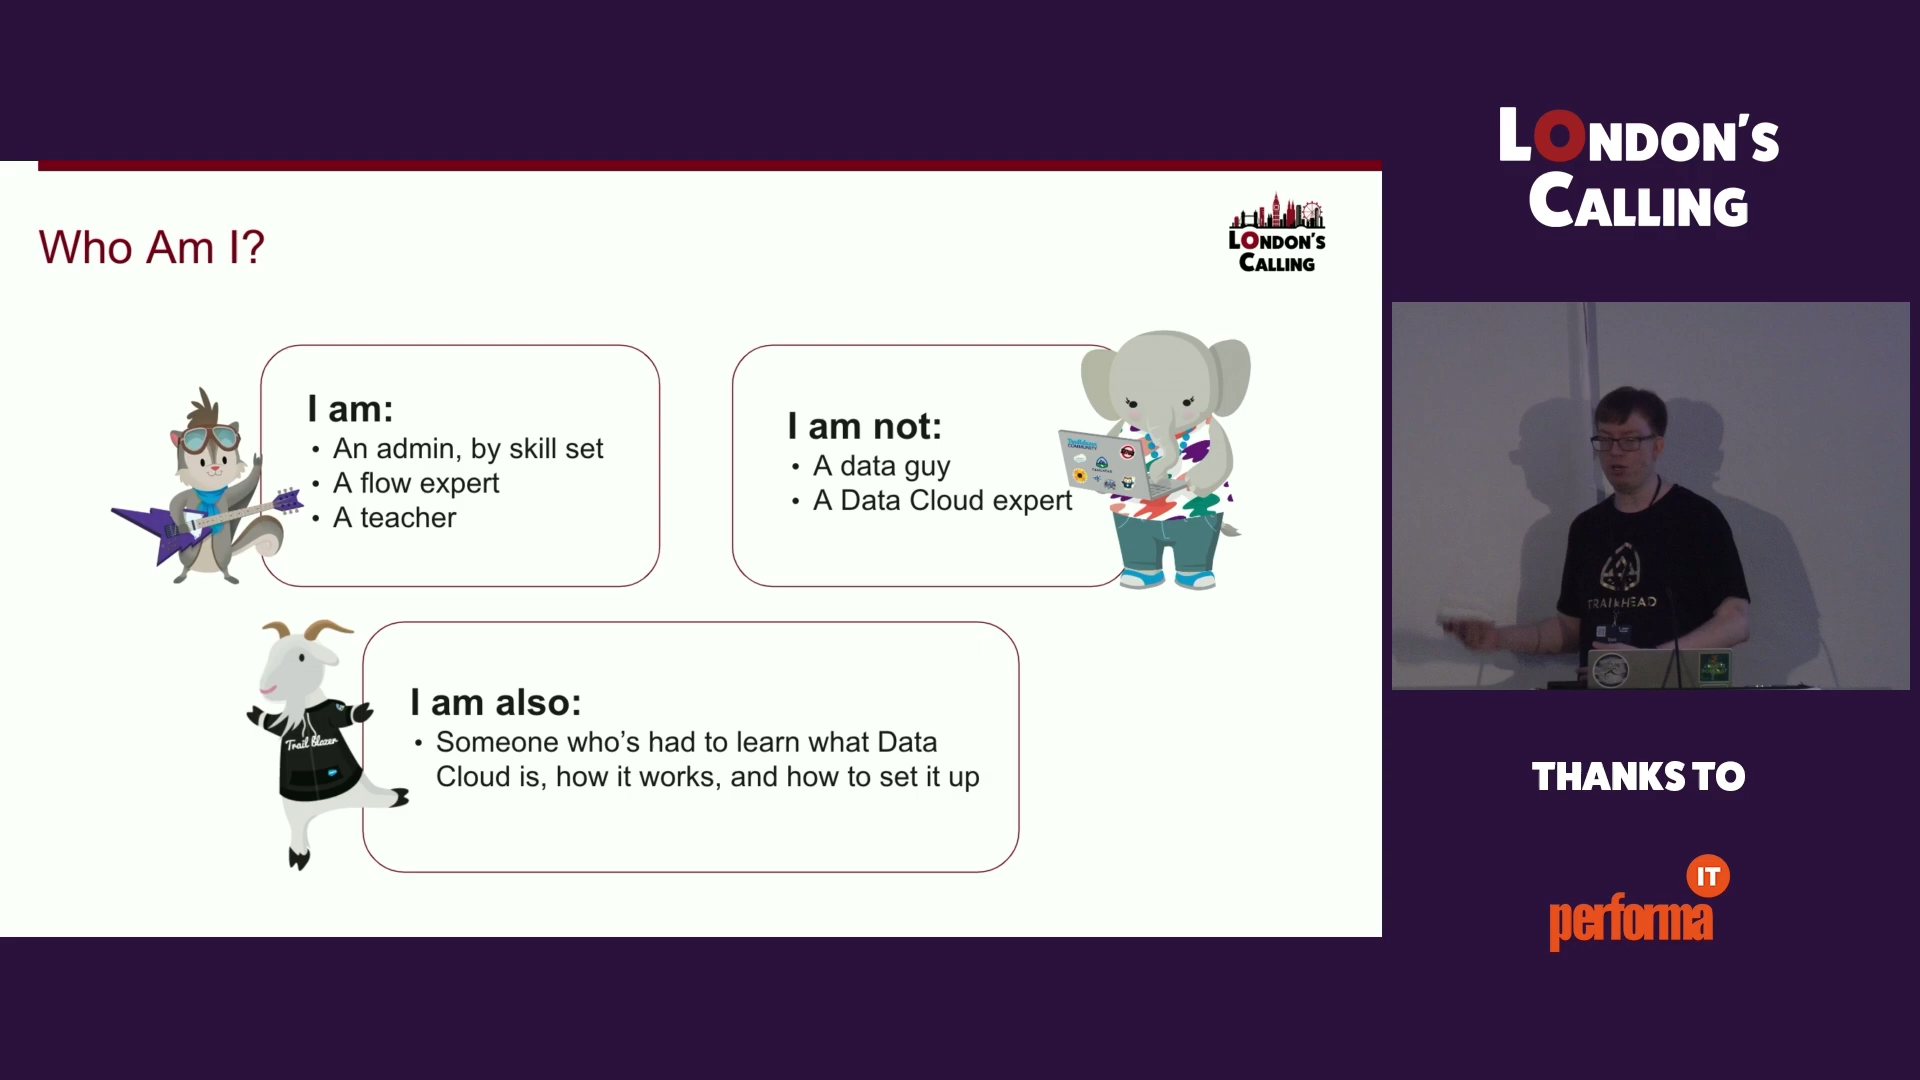 Who Am I?
LONDON'S
CALLING
I am:
• An admin, by skill set
• A flow expert
• A teacher
I am not:
• A data guy
• A Data Cloud expert
I am also:
• Someone who’s had to learn what Data
Cloud is, how it works, and how to set it up
Trail blazer
LONDON'S
CALLING
TRAILHEAD
THANKS TO
IT
performa